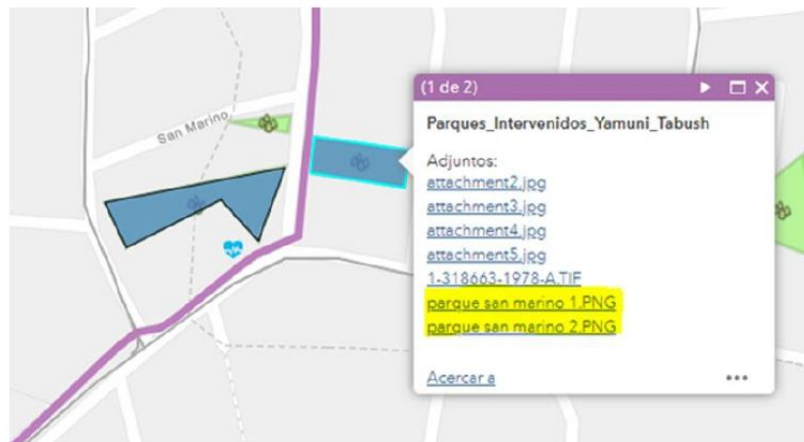 San Marino
(1 de 2)
Parques_Intervenidos_Yamuni_Tabush
Adjuntos:
attachment2.jpg
attachment3.jpg
attachment4.jpg
attachment5.jpg
1-318663-1978-A.TIF
parque san marino 1.PNG
parque san marino 2.PNG
Acercar a